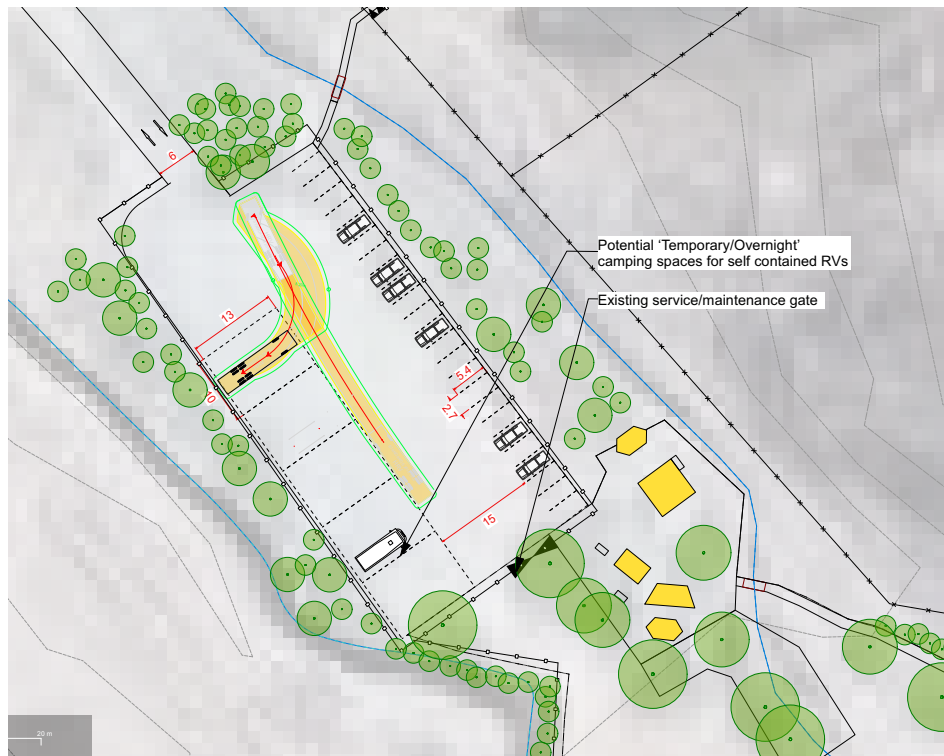 6
Potential ‘Temporary/Overnight’
camping spaces for self contained RVs
Existing service/maintenance gate
13
5.4
10
2.7
15
20 m